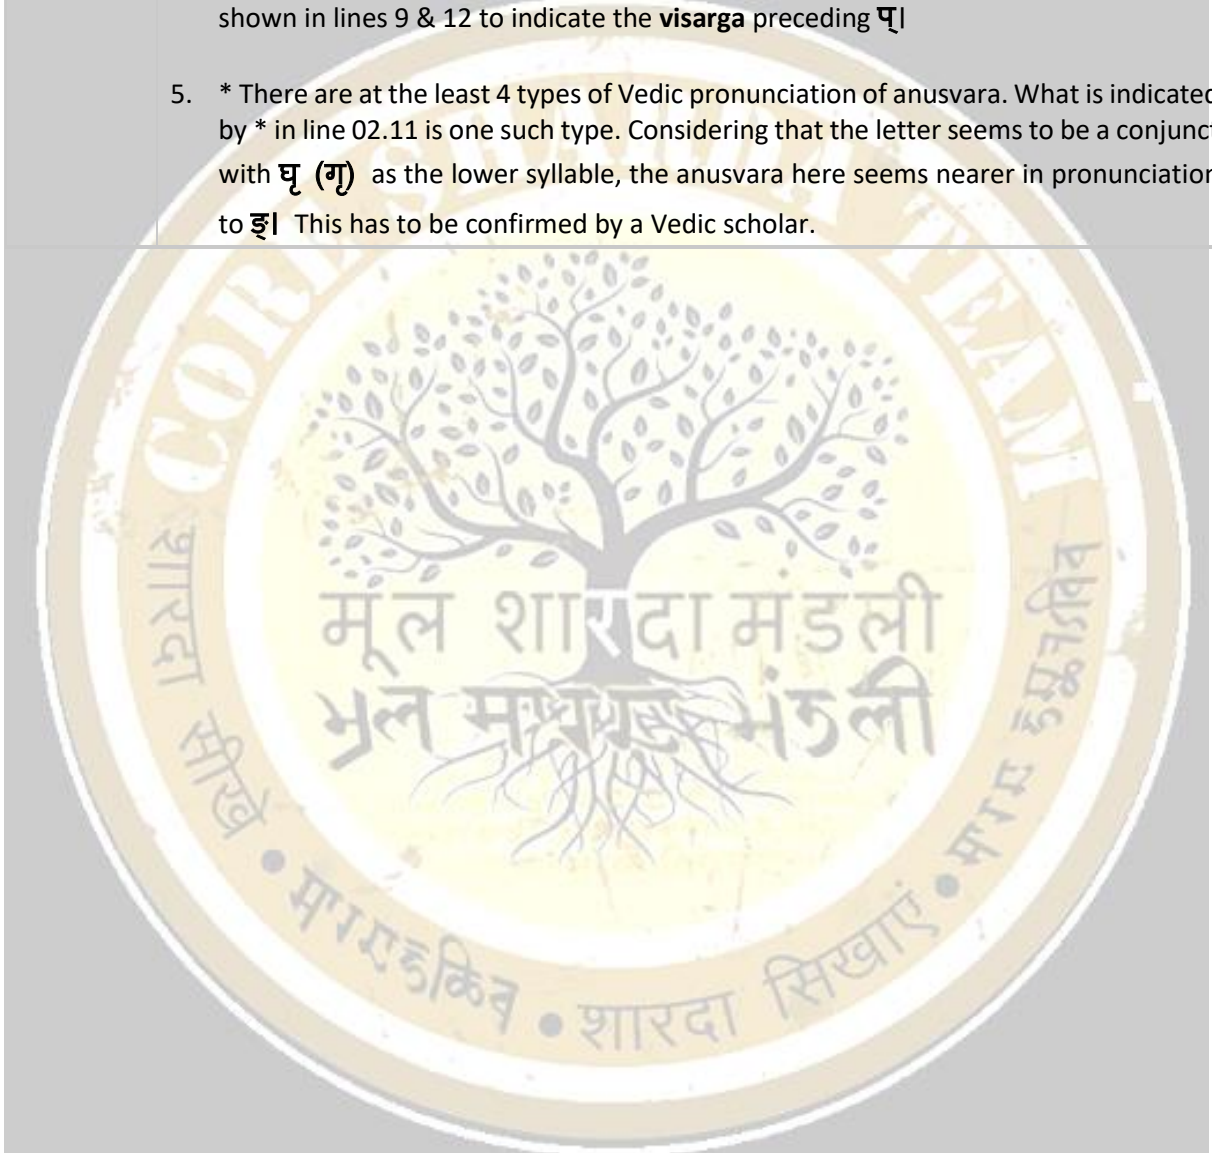 shown in lines 9 & 12 to indicate the visarga preceding प्।
5. * There are at the least 4 types of Vedic pronunciation of anusvara. What is indicated
by * in line 02.11 is one such type. Considering that the letter seems to be a conjunct
with घृ (गृ) as the lower syllable, the anusvara here seems nearer in pronunciation
to ङ्। This has to be confirmed by a Vedic scholar.
CORE SHARDA TEAM
मूल शारदा मंडली
शारदा सीखे • • शारदा सिखाएं •